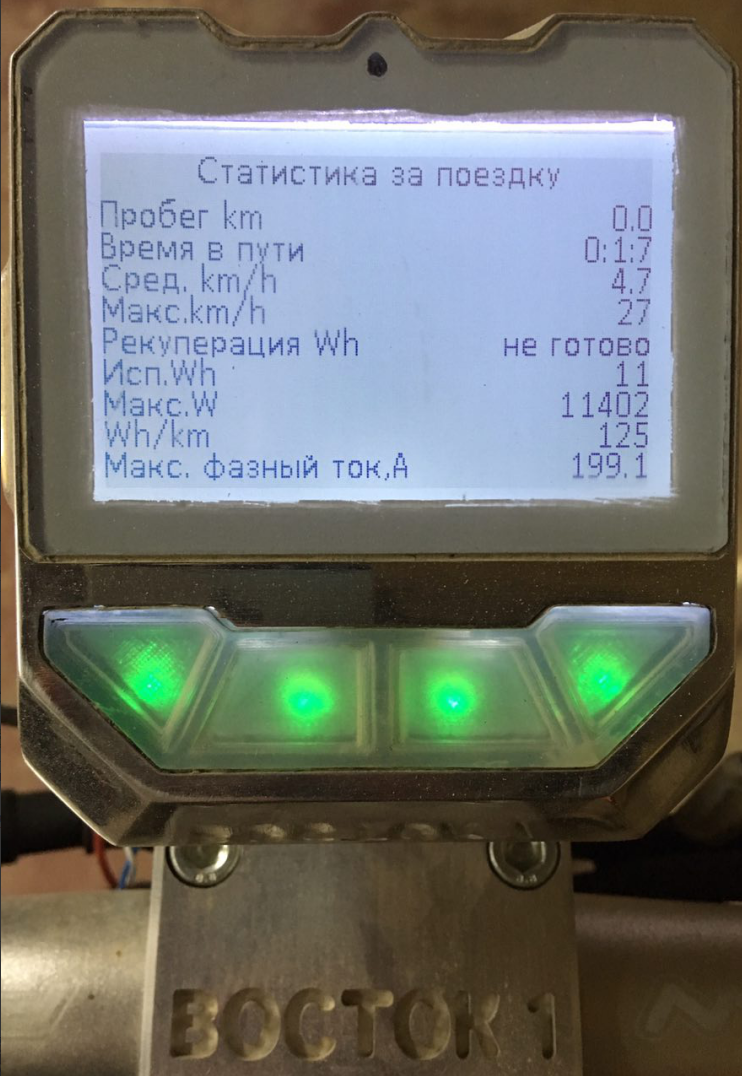 Статистика за поездку
Пробег km 0.0
Время в пути 0:1:7
Сред. km/h 4.7
Макс.km/h 27
Рекуперация Wh не готово
Исп.Wh 11
Макс.W 11402
Wh/km 125
Макс. фазный ток,А 199.1
ВОСТОК 1